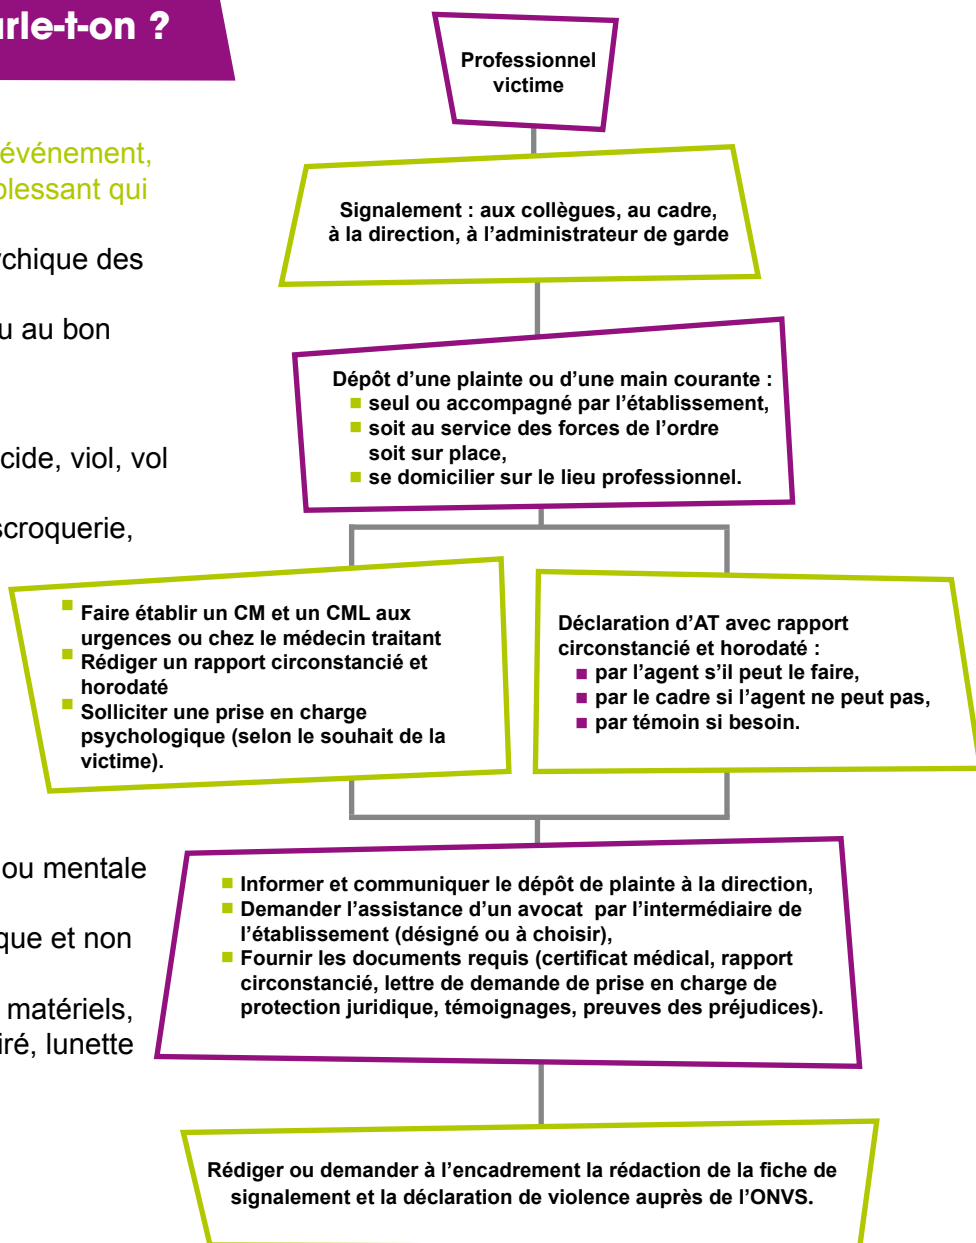 rle-t-on ?
événement,
blessant qui
ychique des
u au bon
cide, viol, vol
scroquerie,
ou mentale
que et non
matériels,
iré, lunette
Professionnel
victime
Signalement : aux collègues, au cadre,
à la direction, à l’administrateur de garde
Dépôt d’une plainte ou d’une main courante :
■ seul ou accompagné par l’établissement,
■ soit au service des forces de l’ordre
soit sur place,
■ se domicilier sur le lieu professionnel.
■ Faire établir un CM et un CML aux
urgences ou chez le médecin traitant
■ Rédiger un rapport circonstancié et
horodaté
■ Solliciter une prise en charge
psychologique (selon le souhait de la
victime).
Déclaration d’AT avec rapport
circonstancié et horodaté :
■ par l’agent s’il peut le faire,
■ par le cadre si l’agent ne peut pas,
■ par témoin si besoin.
■ Informer et communiquer le dépôt de plainte à la direction,
■ Demander l’assistance d’un avocat par l’intermédiaire de
l’établissement (désigné ou à choisir),
■ Fournir les documents requis (certificat médical, rapport
circonstancié, lettre de demande de prise en charge de
protection juridique, témoignages, preuves des préjudices).
Rédiger ou demander à l’encadrement la rédaction de la fiche de
signalement et la déclaration de violence auprès de l’ONVS.